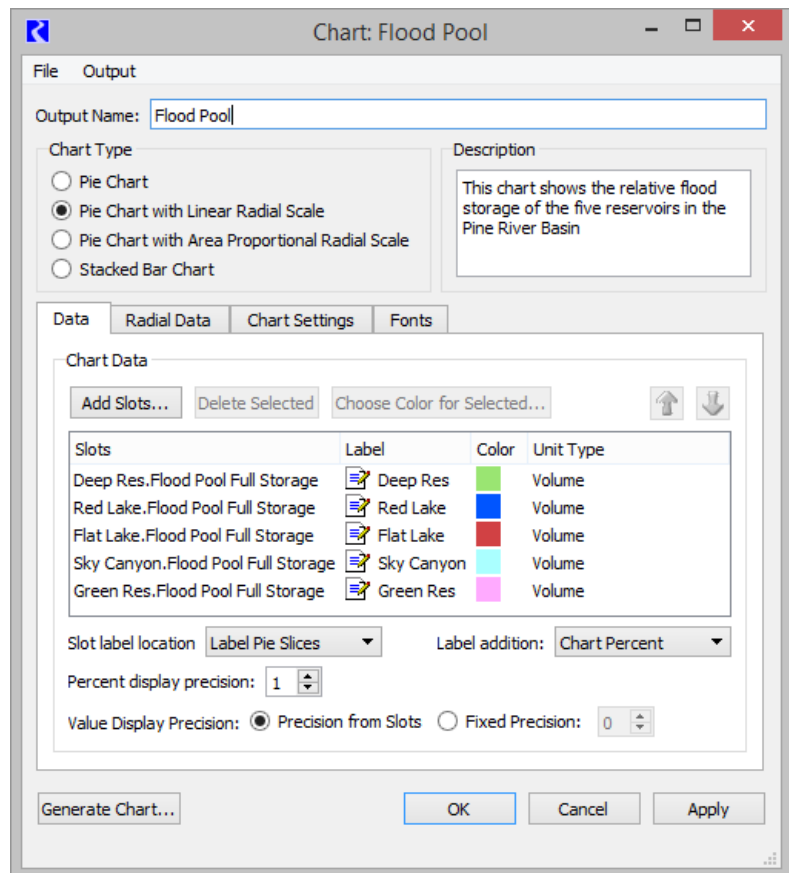 Chart: Flood Pool
File Output
Output Name: Flood Pool
Chart Type
Pie Chart
Pie Chart with Linear Radial Scale
Pie Chart with Area Proportional Radial Scale
Stacked Bar Chart
Description
This chart shows the relative flood
storage of the five reservoirs in the
Pine River Basin
Data Radial Data Chart Settings Fonts
Chart Data
Add Slots... Delete Selected Choose Color for Selected...
Slots Label Color Unit Type
Deep Res.Flood Pool Full Storage Deep Res Volume
Red Lake.Flood Pool Full Storage Red Lake Volume
Flat Lake.Flood Pool Full Storage Flat Lake Volume
Sky Canyon.Flood Pool Full Storage Sky Canyon Volume
Green Res.Flood Pool Full Storage Green Res Volume
Slot label location Label Pie Slices Label addition: Chart Percent
Percent display precision: 1
Value Display Precision: Precision from Slots Fixed Precision: 0
Generate Chart... OK Cancel Apply